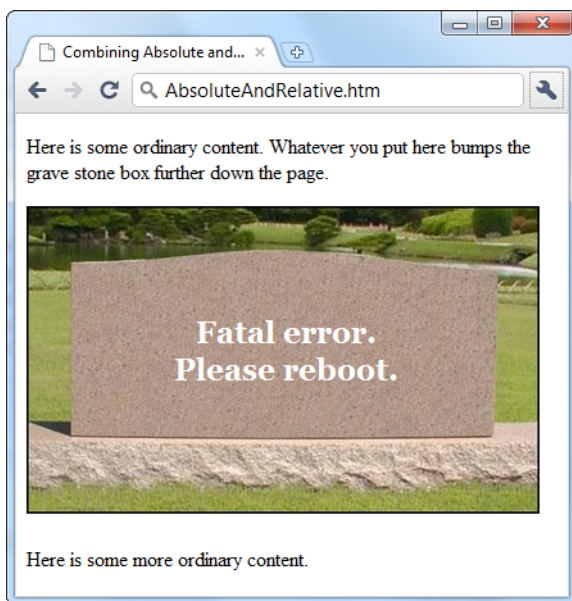 Combining Absolute and...
AbsoluteAndRelative.htm
Here is some ordinary content. Whatever you put here bumps the
grave stone box further down the page.
Fatal error.
Please reboot.
Here is some more ordinary content.